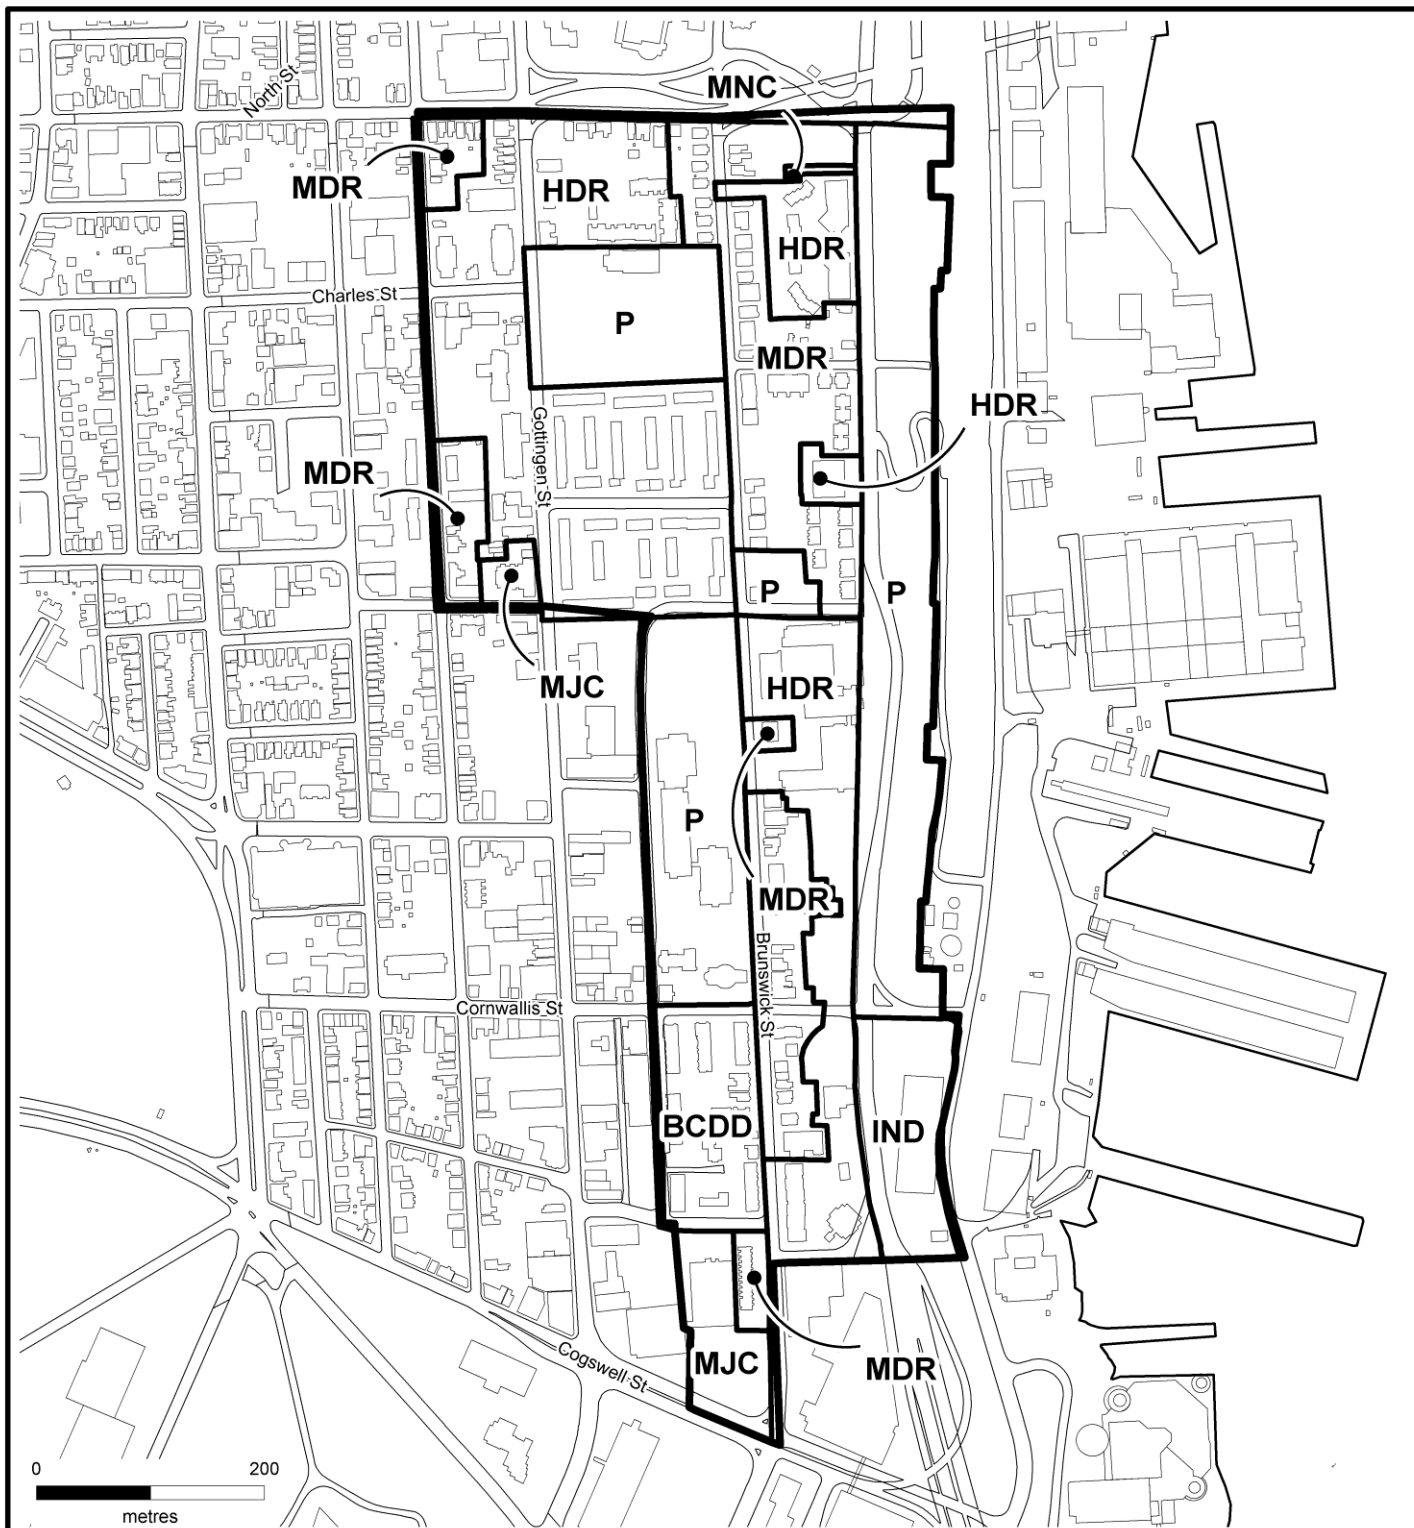 MNC
North St
MDR
HDR
HDR
Charles St
P
MDR
HDR
Gottingen St
MDR
P
P
MJC
HDR
P
MDR
Brunswick St
Cornwallis St
BCDD
IND
Cogswell St
MJC
MDR
0
200
metres